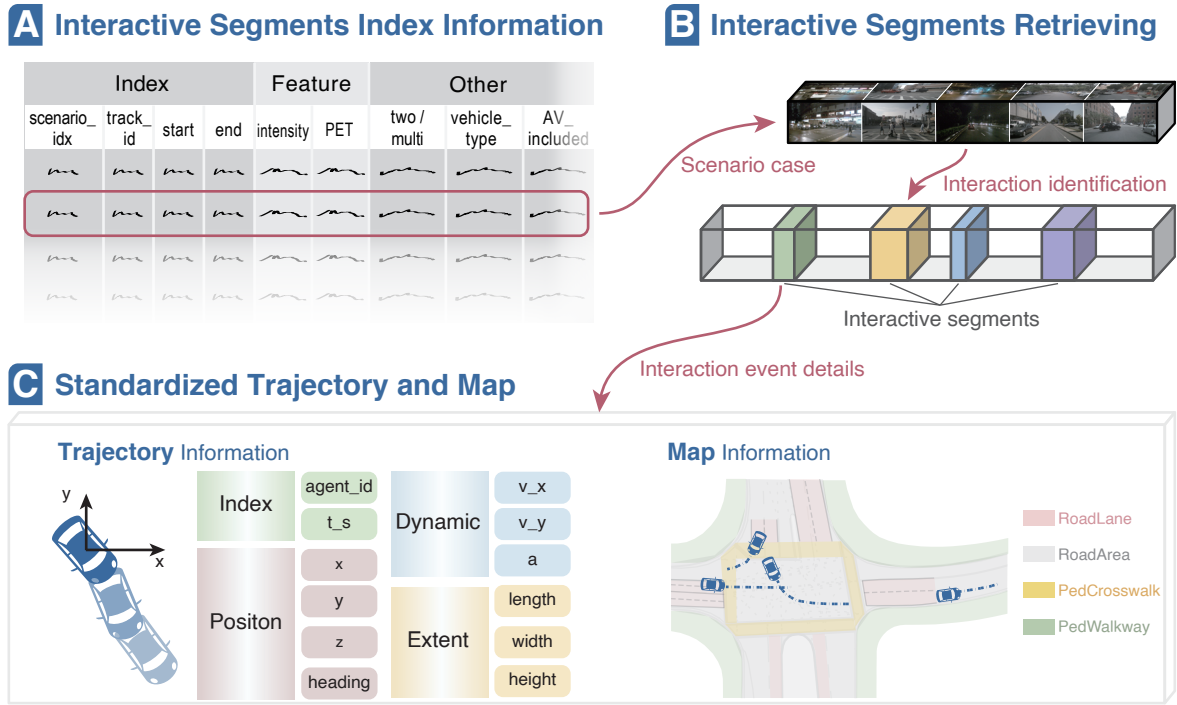 A Interactive Segments Index Information
Index Feature Other
scenario_
idx
track_
id
start
end
intensity
PET
two /
multi
vehicle_
type
AV_
included
B Interactive Segments Retrieving
Scenario case
Interaction identification
Interactive segments
Interaction event details
C Standardized Trajectory and Map
Trajectory Information
y
x
Index
agent_id
t_s
Positon
x
y
z
heading
Dynamic
v_x
v_y
a
Extent
length
width
height
Map Information
RoadLane
RoadArea
PedCrosswalk
PedWalkway